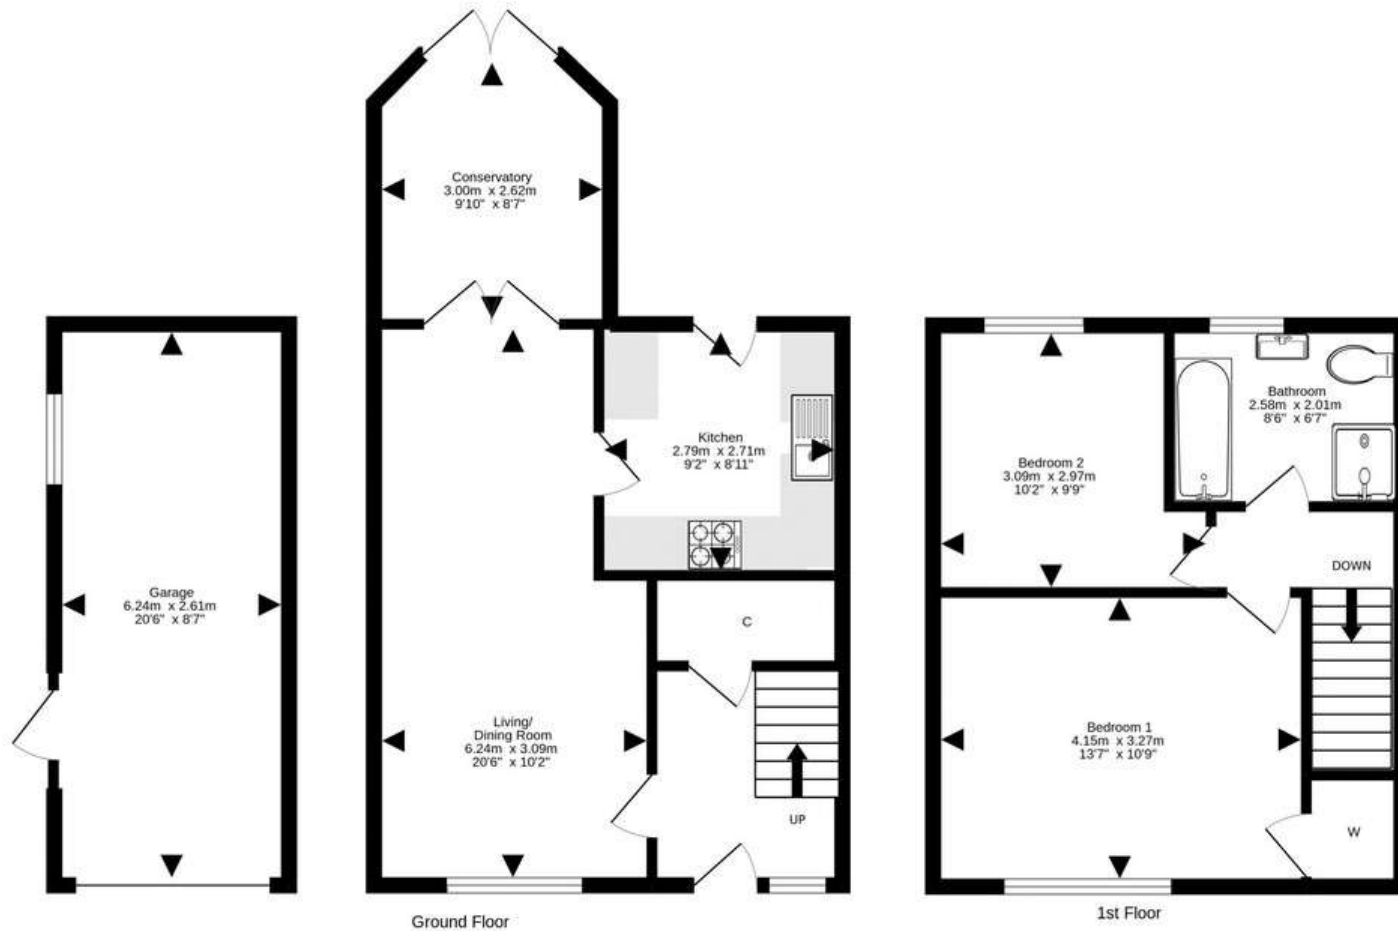 Conservatory
3.00m x 2.62m
9'10" x 8'7"
Kitchen
2.79m x 2.71m
9'2" x 8'11"
Garage
6.24m x 2.61m
20'6" x 8'7"
Living/
Dining Room
6.24m x 3.09m
20'6" x 10'2"
C
UP
Ground Floor
Bathroom
2.58m x 2.01m
8'6" x 6'7"
Bedroom 2
3.09m x 2.97m
10'2" x 9'9"
DOWN
Bedroom 1
4.15m x 3.27m
13'7" x 10'9"
W
1st Floor